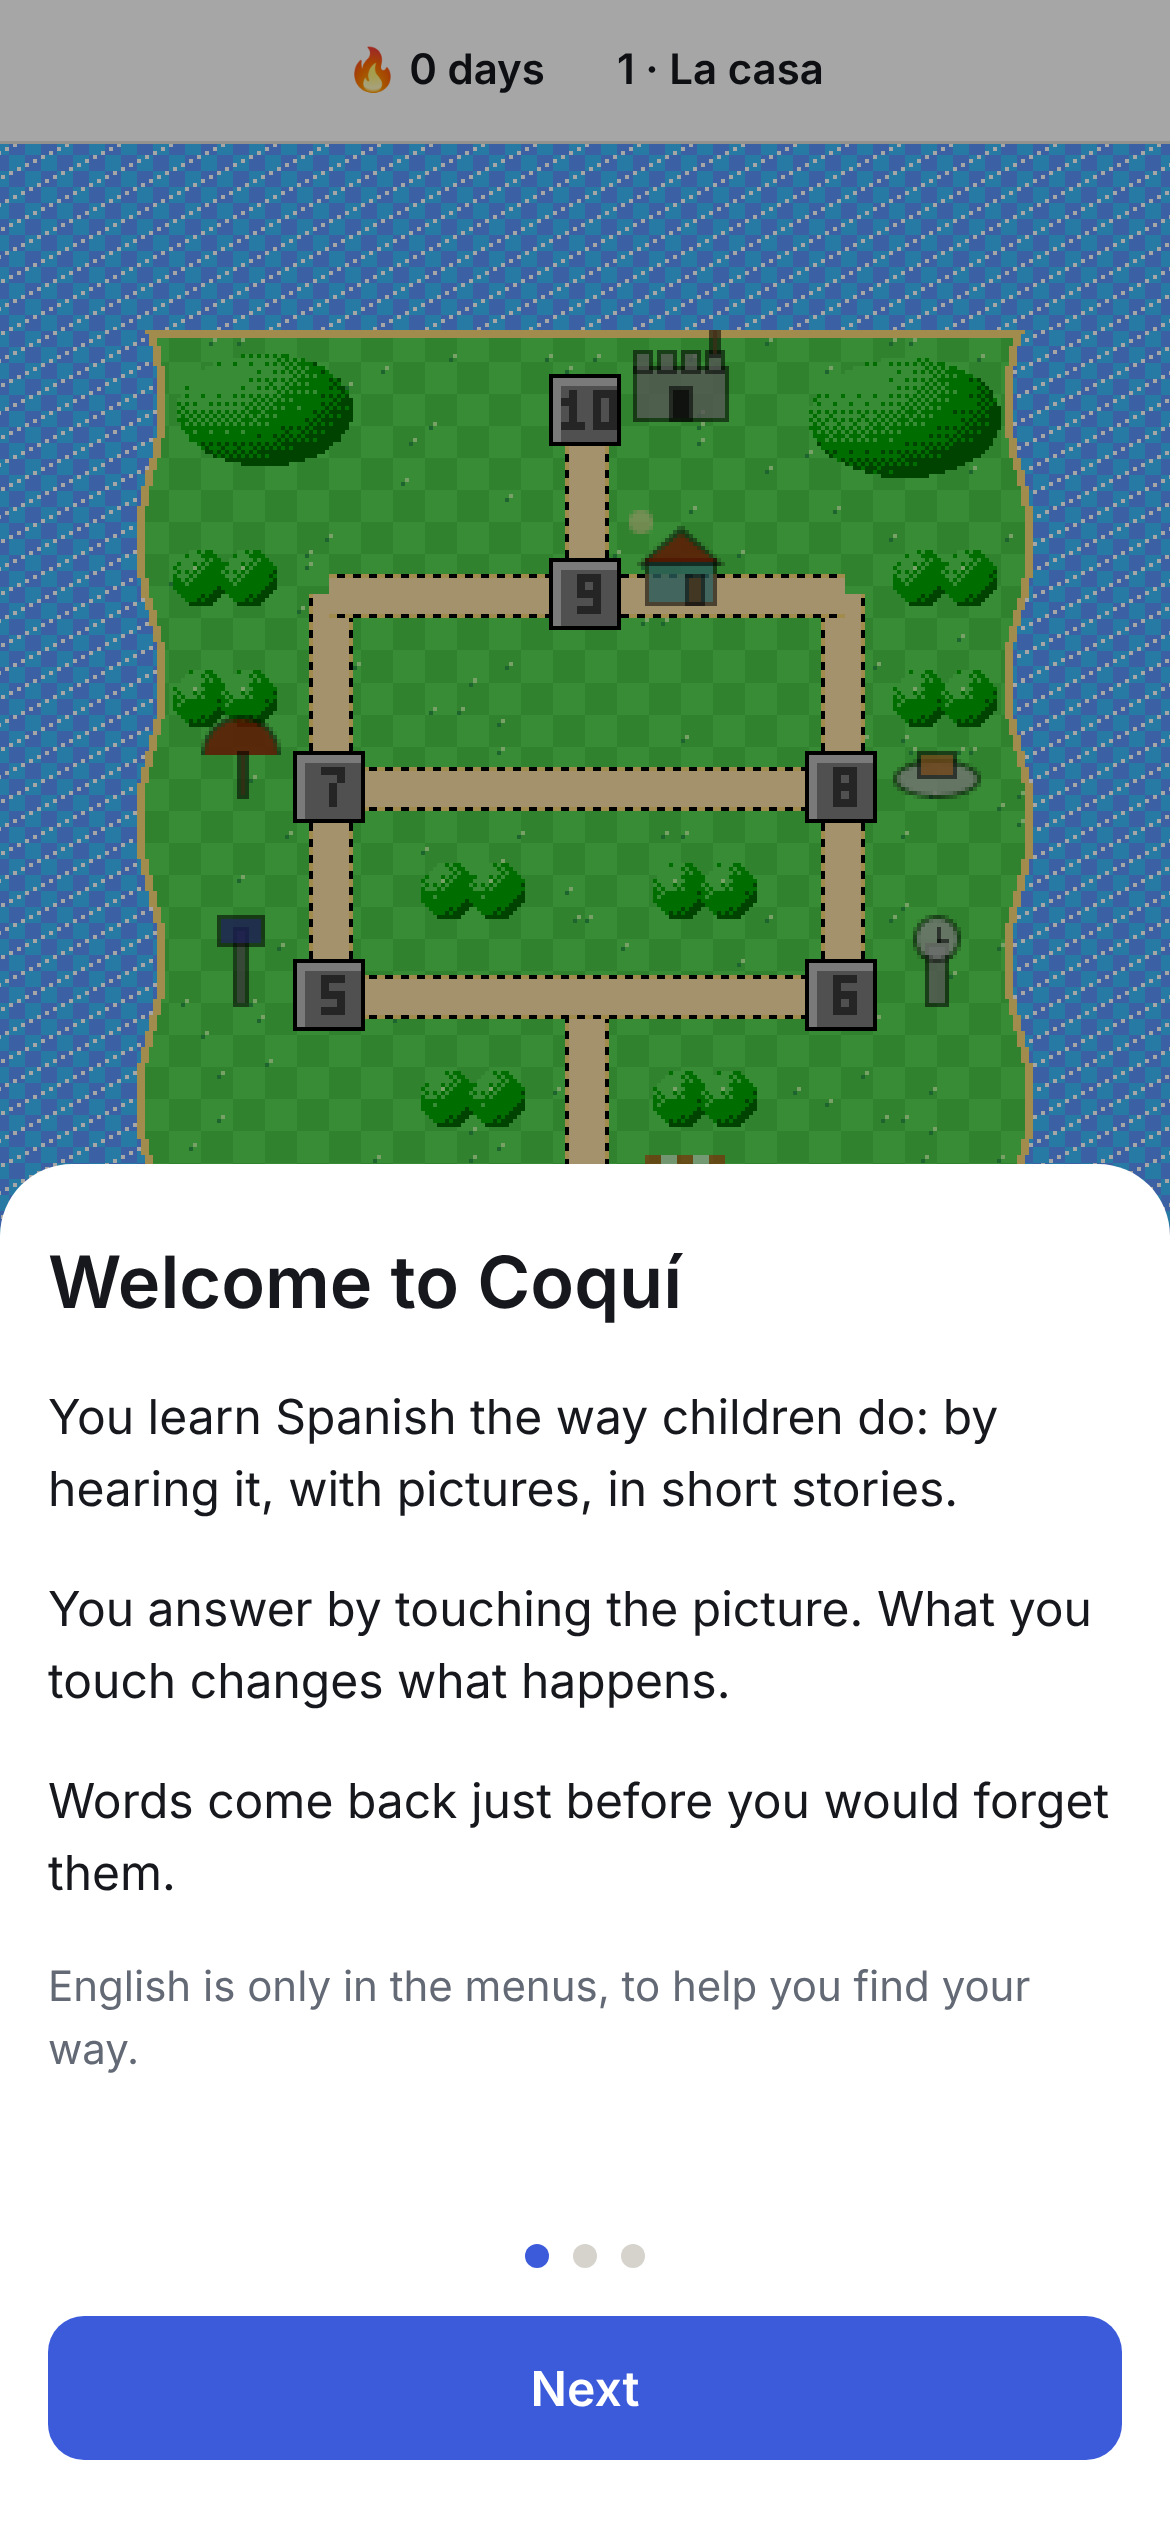 🔥 0 days 1 · La casa
10
9
7 8
5 6
Welcome to Coquí
You learn Spanish the way children do: by
hearing it, with pictures, in short stories.
You answer by touching the picture. What you
touch changes what happens.
Words come back just before you would forget
them.
English is only in the menus, to help you find your
way.
Next